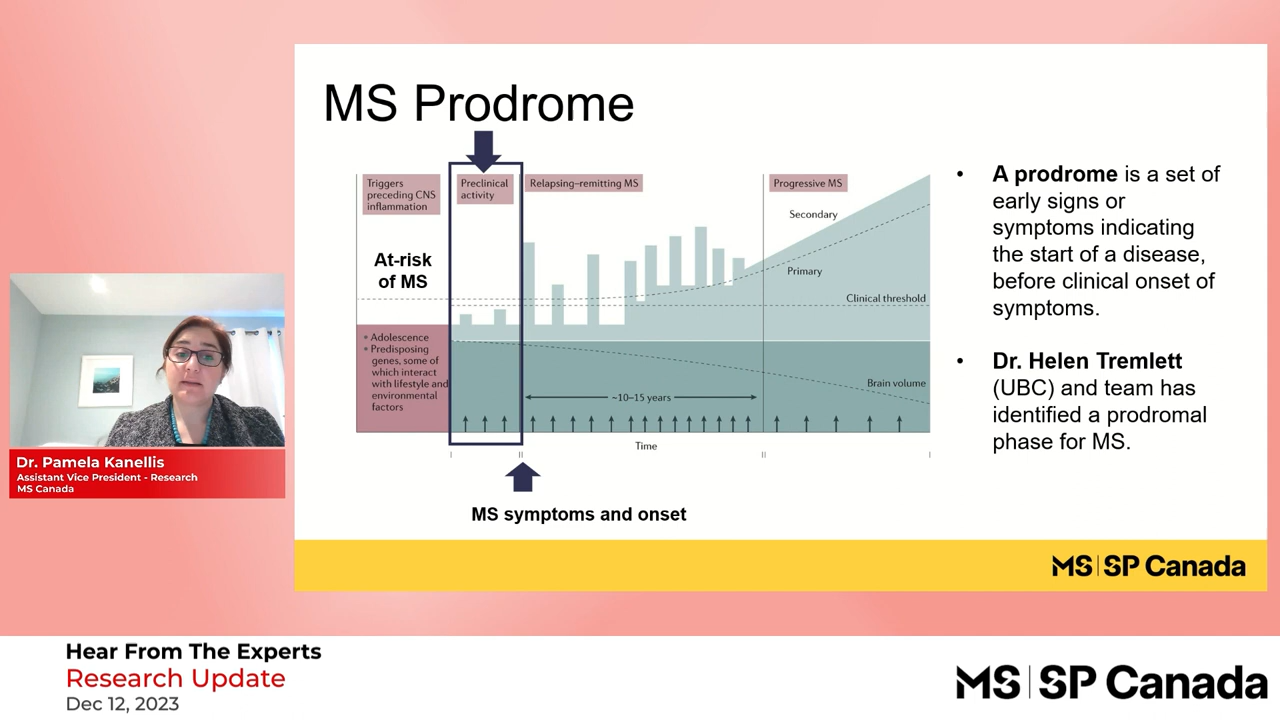 MS Prodrome
Triggers
preceding CNS
inflammation
Preclinical
activity
Relapsing–remitting MS
Progressive MS
Secondary
At-risk
of MS
Primary
Clinical threshold
• Adolescence
• Predisposing
genes, some of
which interact
with lifestyle and
environmental
factors
Brain volume
~10–15 years
Time
MS symptoms and onset
• A prodrome is a set of
early signs or
symptoms indicating
the start of a disease,
before clinical onset of
symptoms.
• Dr. Helen Tremlett
(UBC) and team has
identified a prodromal
phase for MS.
MS | SP Canada
Dr. Pamela Kanellis
Assistant Vice President - Research
MS Canada
Hear From The Experts
Research Update
Dec 12, 2023
MS | SP Canada